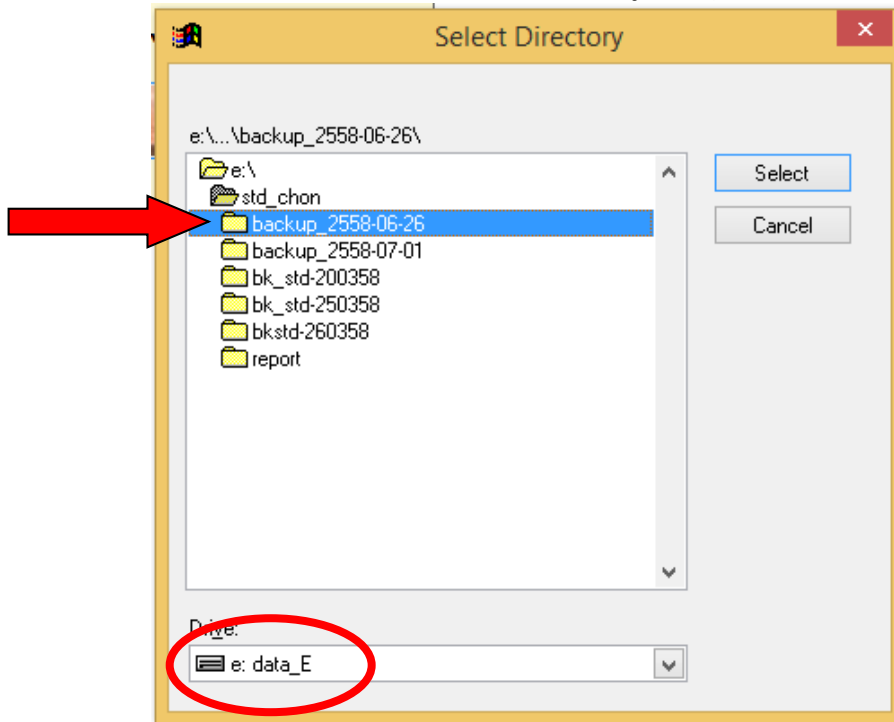 Select Directory
e:\...\backup_2558-06-26\
e:\
std_chon
backup_2558-06-26
backup_2558-07-01
bk_std-200358
bk_std-250358
bkstd-260358
report
Select
Cancel
Drive:
e: data_E